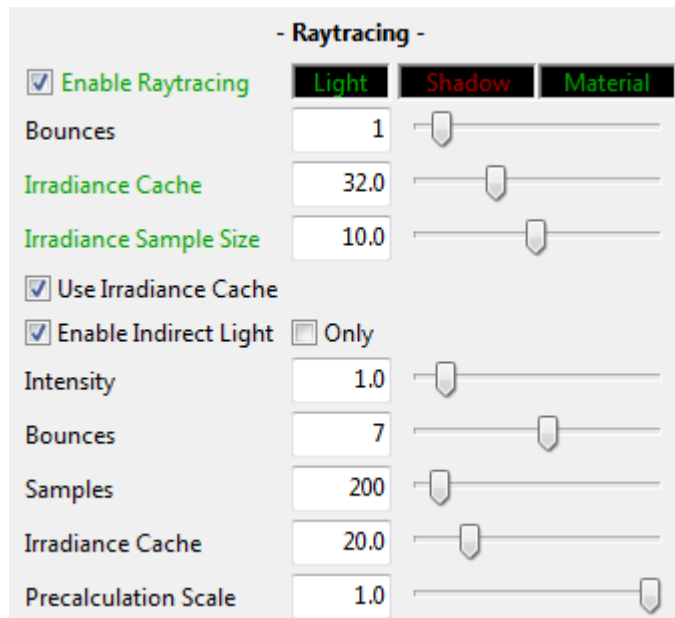 - Raytracing -
Enable Raytracing Light Shadow Material
Bounces 1
Irradiance Cache 32.0
Irradiance Sample Size 10.0
Use Irradiance Cache
Enable Indirect Light Only
Intensity 1.0
Bounces 7
Samples 200
Irradiance Cache 20.0
Precalculation Scale 1.0